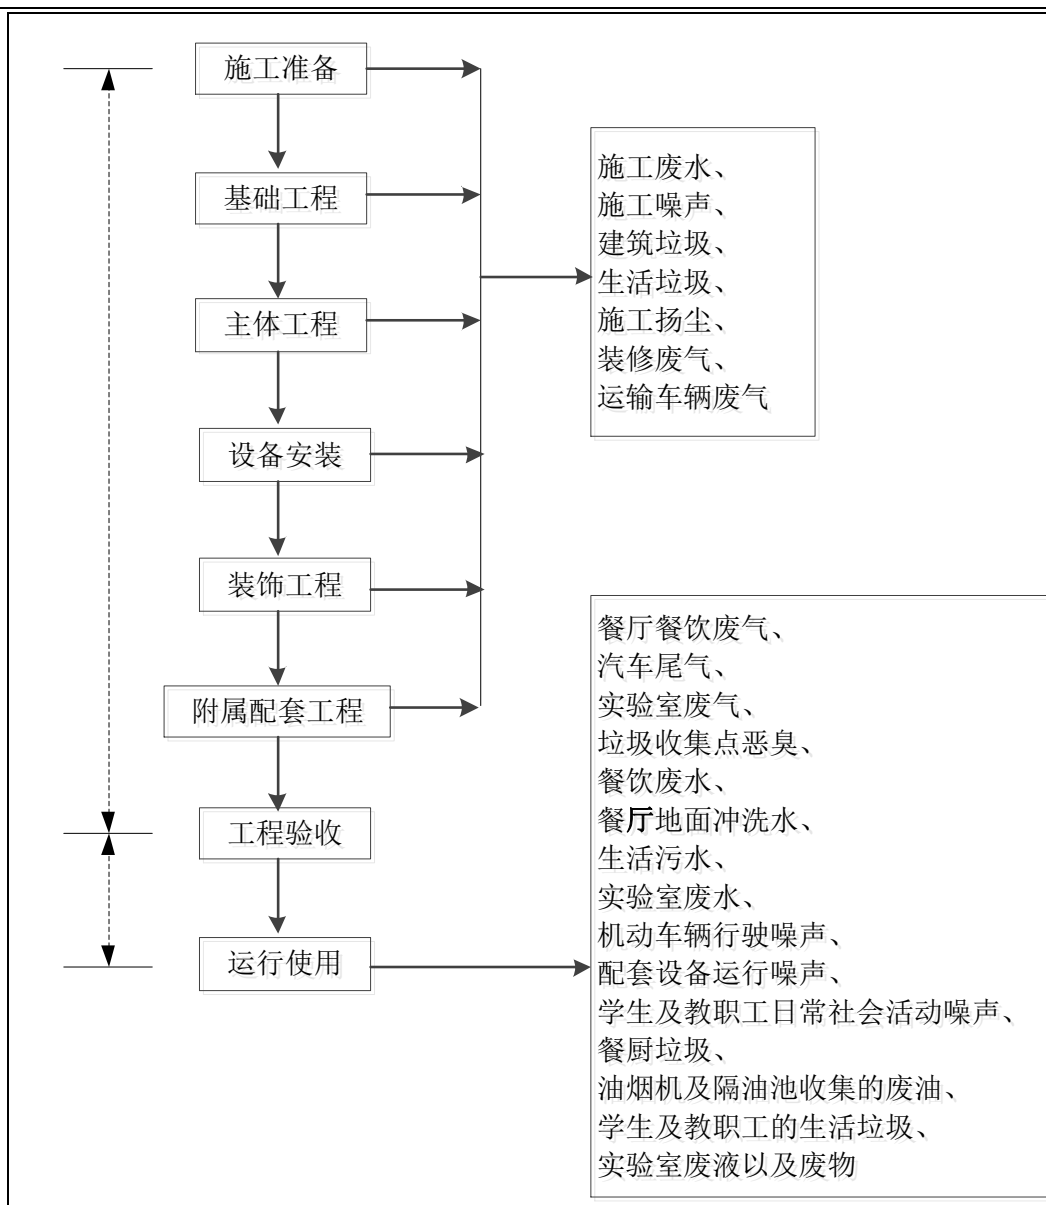 施工准备
基础工程
主体工程
设备安装
装饰工程
附属配套工程
工程验收
运行使用
施工废水、
施工噪声、
建筑垃圾、
生活垃圾、
施工扬尘、
装修废气、
运输车辆废气
餐厅餐饮废气、
汽车尾气、
实验室废气、
垃圾收集点恶臭、
餐饮废水、
餐厅地面冲洗水、
生活污水、
实验室废水、
机动车辆行驶噪声、
配套设备运行噪声、
学生及教职工日常社会活动噪声、
餐厨垃圾、
油烟机及隔油池收集的废油、
学生及教职工的生活垃圾、
实验室废液以及废物